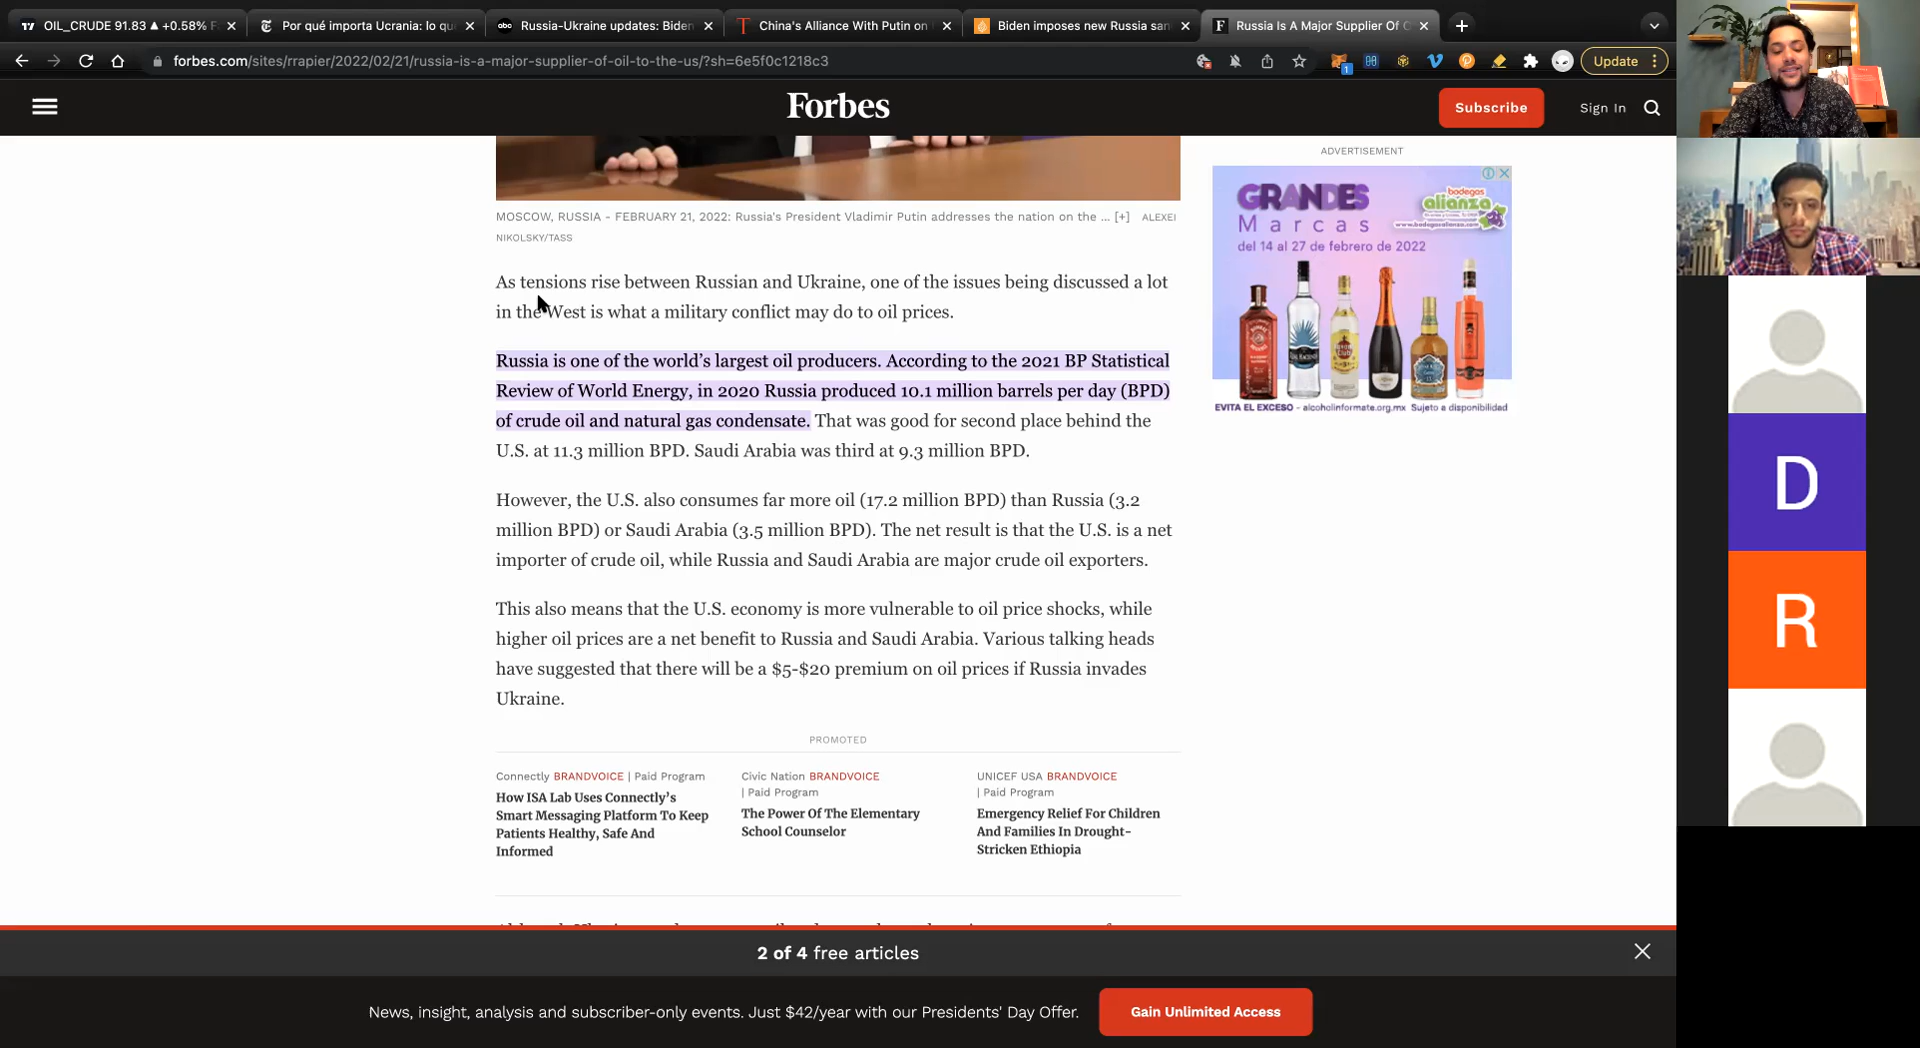 OIL_CRUDE 91.83 ▲ +0.58% F
Por qué importa Ucrania: lo qu
Russia-Ukraine updates: Biden
China's Alliance With Putin on
Biden imposes new Russia san
Russia Is A Major Supplier Of
forbes.com/sites/rrapier/2022/02/21/russia-is-a-major-supplier-of-oil-to-the-us/?sh=6e5f0c1218c3
1
Update
Forbes
Subscribe
Sign In
MOSCOW, RUSSIA - FEBRUARY 21, 2022: Russia's President Vladimir Putin addresses the nation on the ... [+] ALEXEI
NIKOLSKY/TASS
As tensions rise between Russian and Ukraine, one of the issues being discussed a lot
in the West is what a military conflict may do to oil prices.
Russia is one of the world's largest oil producers. According to the 2021 BP Statistical
Review of World Energy, in 2020 Russia produced 10.1 million barrels per day (BPD)
of crude oil and natural gas condensate. That was good for second place behind the
U.S. at 11.3 million BPD. Saudi Arabia was third at 9.3 million BPD.
However, the U.S. also consumes far more oil (17.2 million BPD) than Russia (3.2
million BPD) or Saudi Arabia (3.5 million BPD). The net result is that the U.S. is a net
importer of crude oil, while Russia and Saudi Arabia are major crude oil exporters.
This also means that the U.S. economy is more vulnerable to oil price shocks, while
higher oil prices are a net benefit to Russia and Saudi Arabia. Various talking heads
have suggested that there will be a $5-$20 premium on oil prices if Russia invades
Ukraine.
ADVERTISEMENT
GRANDES
Marcas
bodegas
alianza
www.bodegasalianza.com
del 14 al 27 de febrero de 2022
EVITA EL EXCESO - alcoholinformate.org.mx Sujeto a disponibilidad
PROMOTED
Connectly BRANDVOICE | Paid Program
How ISA Lab Uses Connectly's
Smart Messaging Platform To Keep
Patients Healthy, Safe And
Informed
Civic Nation BRANDVOICE
| Paid Program
The Power Of The Elementary
School Counselor
UNICEF USA BRANDVOICE
| Paid Program
Emergency Relief For Children
And Families In Drought-
Stricken Ethiopia
2 of 4 free articles
News, insight, analysis and subscriber-only events. Just $42/year with our Presidents' Day Offer.
Gain Unlimited Access
D
R